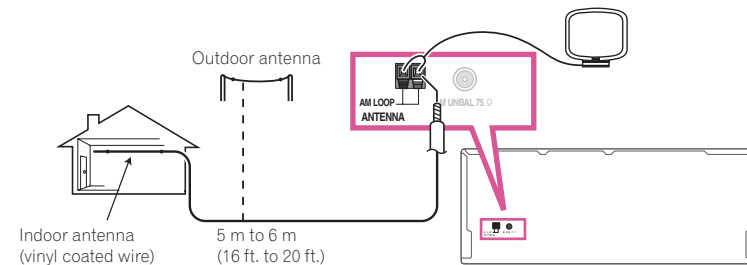 Outdoor antenna
AM LOOP
M UNBAL 75 Ω
ANTENNA
Indoor antenna
(vinyl coated wire)
5 m to 6 m
(16 ft. to 20 ft.)